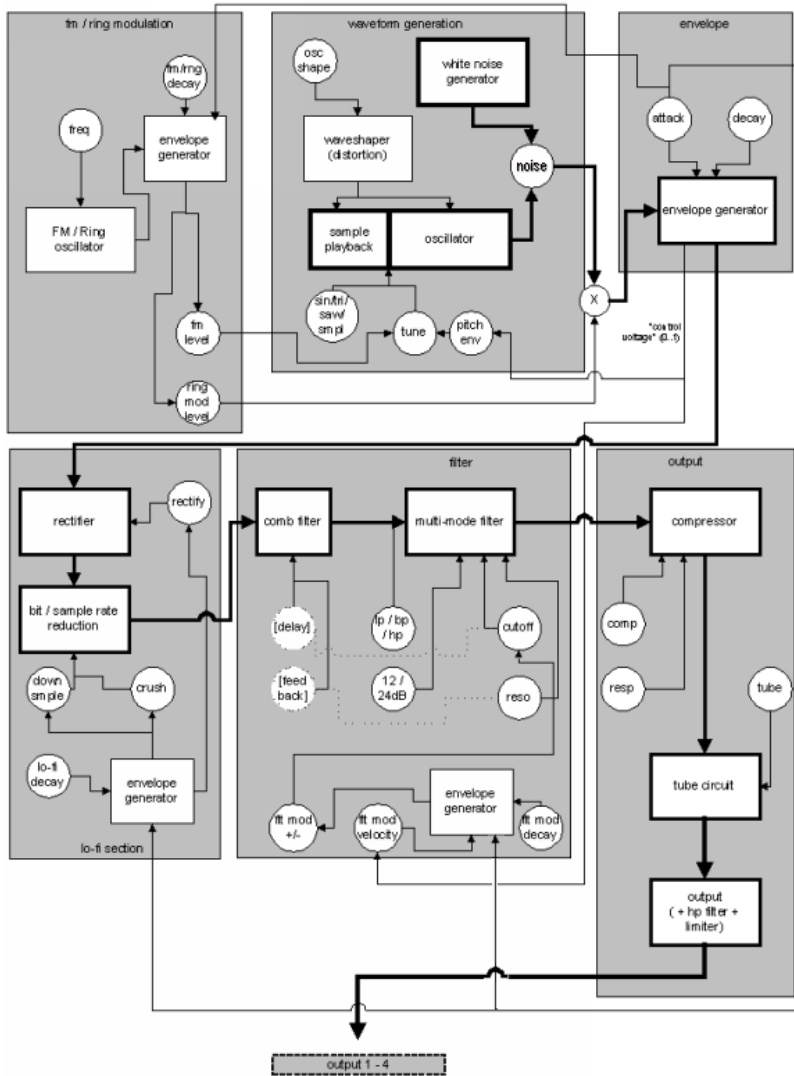 fm / ring modulation
fm/rng
decay
freq
envelope
generator
FM / Ring
oscillator
fm
level
ring
mod
level
waveform generation
osc
shape
white noise
generator
waveshaper
(distortion)
noise
sample
playback
oscillator
sin/tri/
saw/
smpl
tune
pitch
env
X
envelope
attack
decay
envelope generator
"control
voltage" (0..1)
rectifier
rectify
bit / sample rate
reduction
down
smple
crush
lo-fi
decay
envelope
generator
lo-fi section
filter
comb filter
multi-mode filter
[delay]
lp / bp
/ hp
cutoff
[feed
back]
12 /
24dB
reso
envelope
generator
flt mod
+/-
flt mod
velocity
flt mod
decay
output
compressor
comp
resp
tube
tube circuit
output
( + hp filter +
limiter)
output 1 - 4